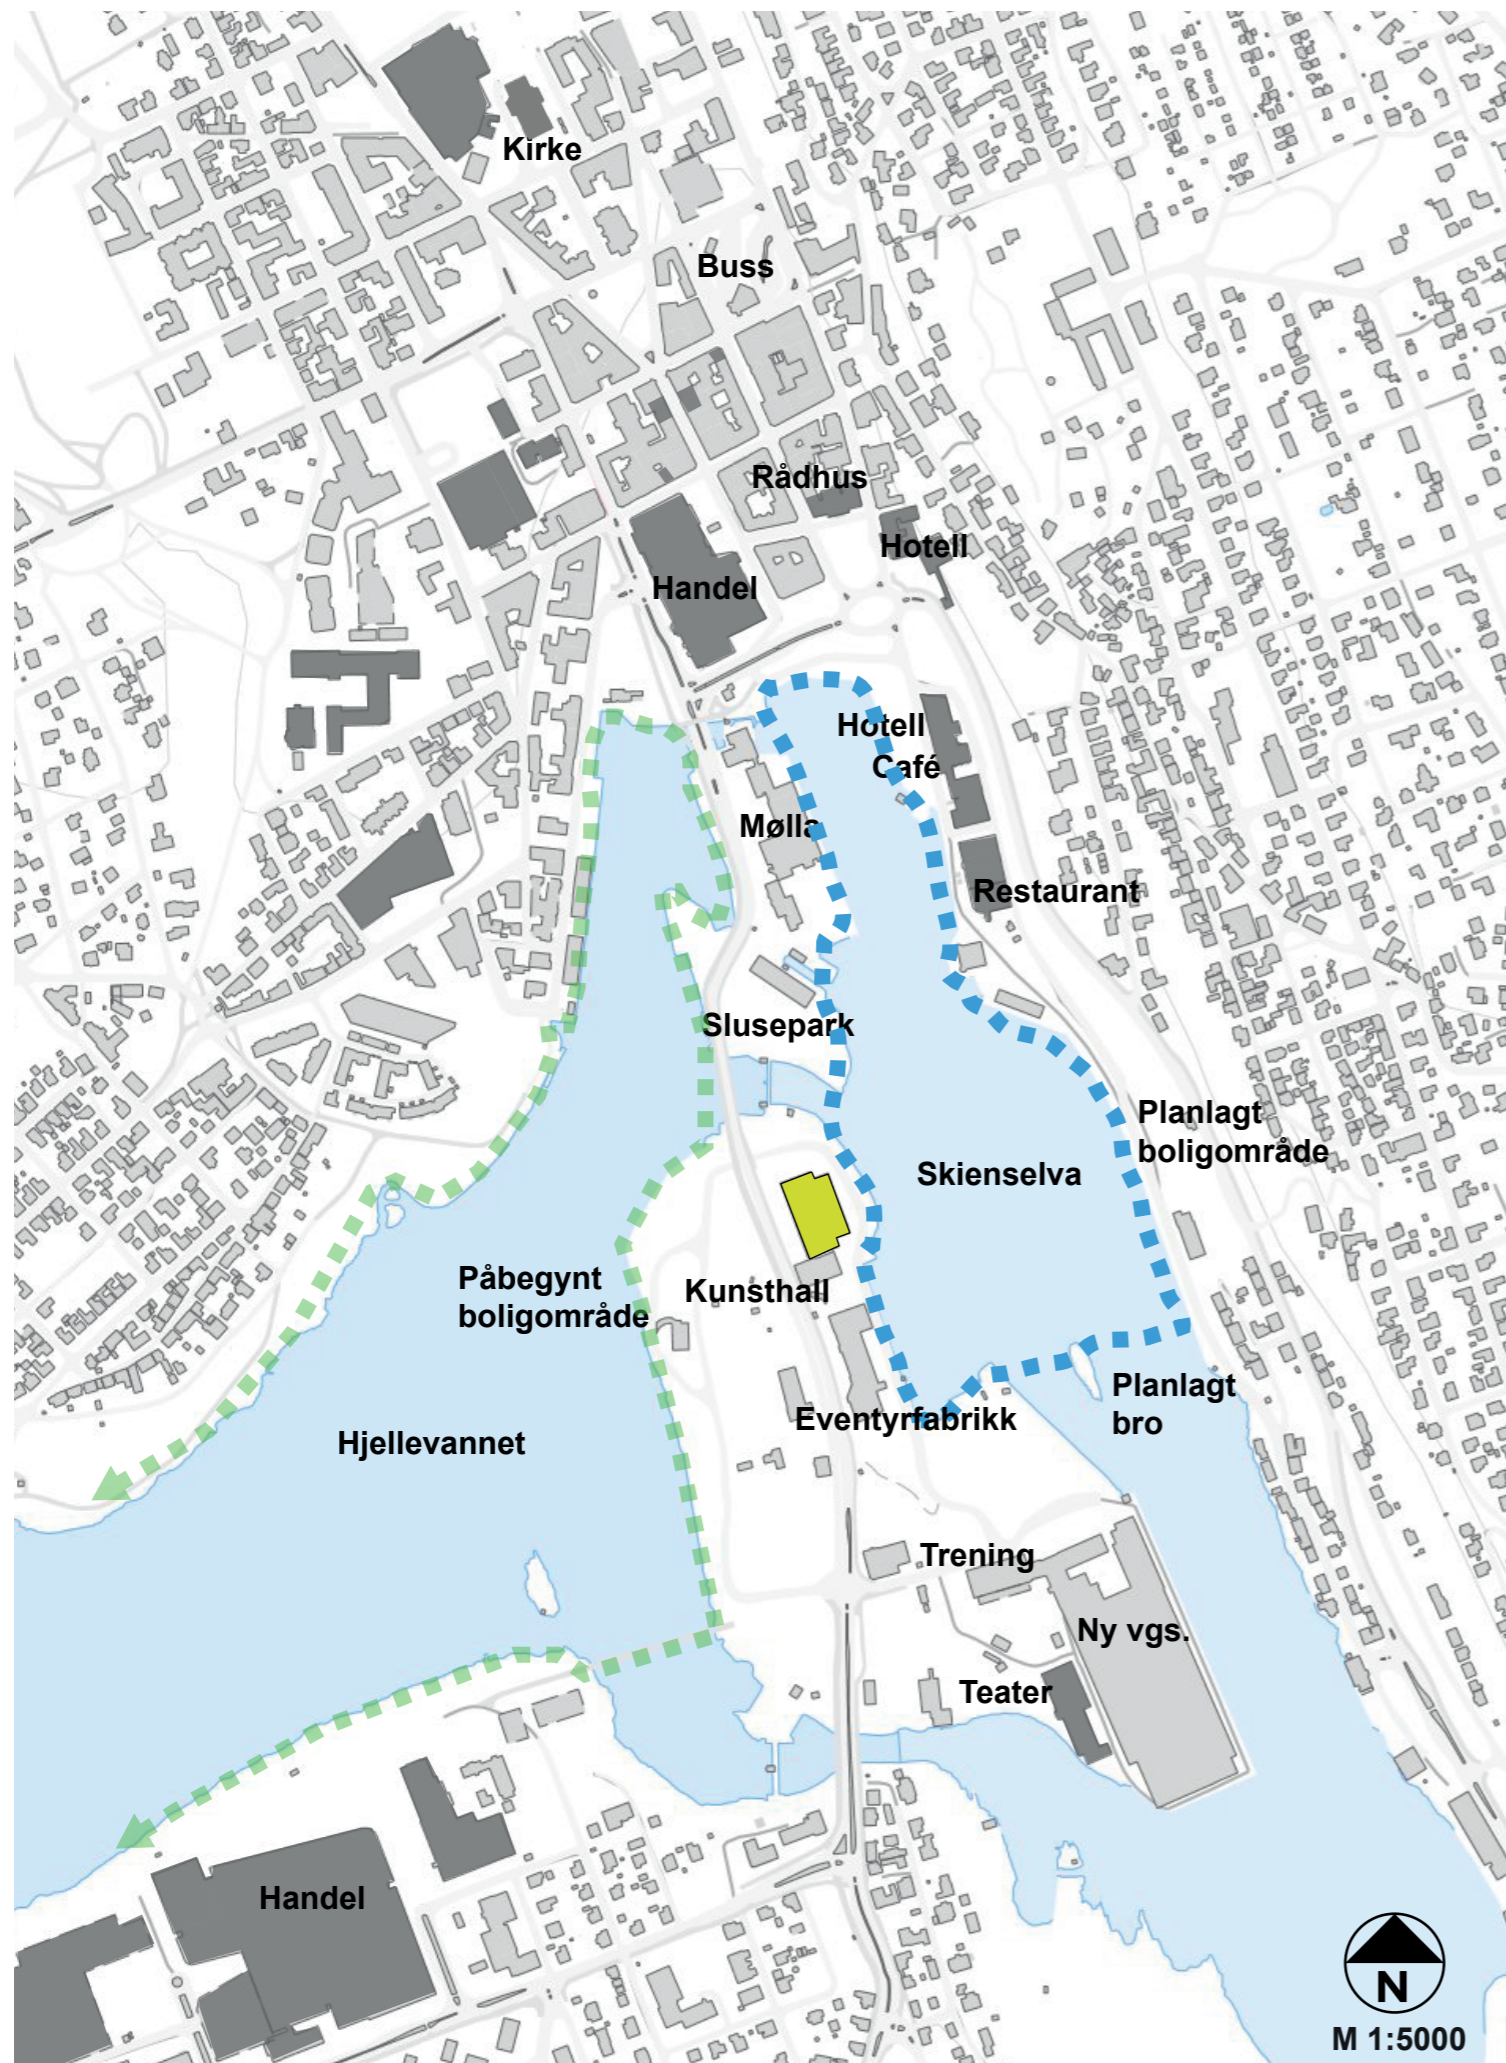 Kirke
Buss
Rådhus
Hotell
Handel
Hotell
Café
Mølla
Restaurant
Slusepark
Planlagt
boligområde
Skienselva
Påbegynt
boligområde
Kunsthall
Planlagt
bro
Eventyrfabrikk
Hjellevannet
Trening
Ny vgs.
Teater
Handel
N
M 1:5000